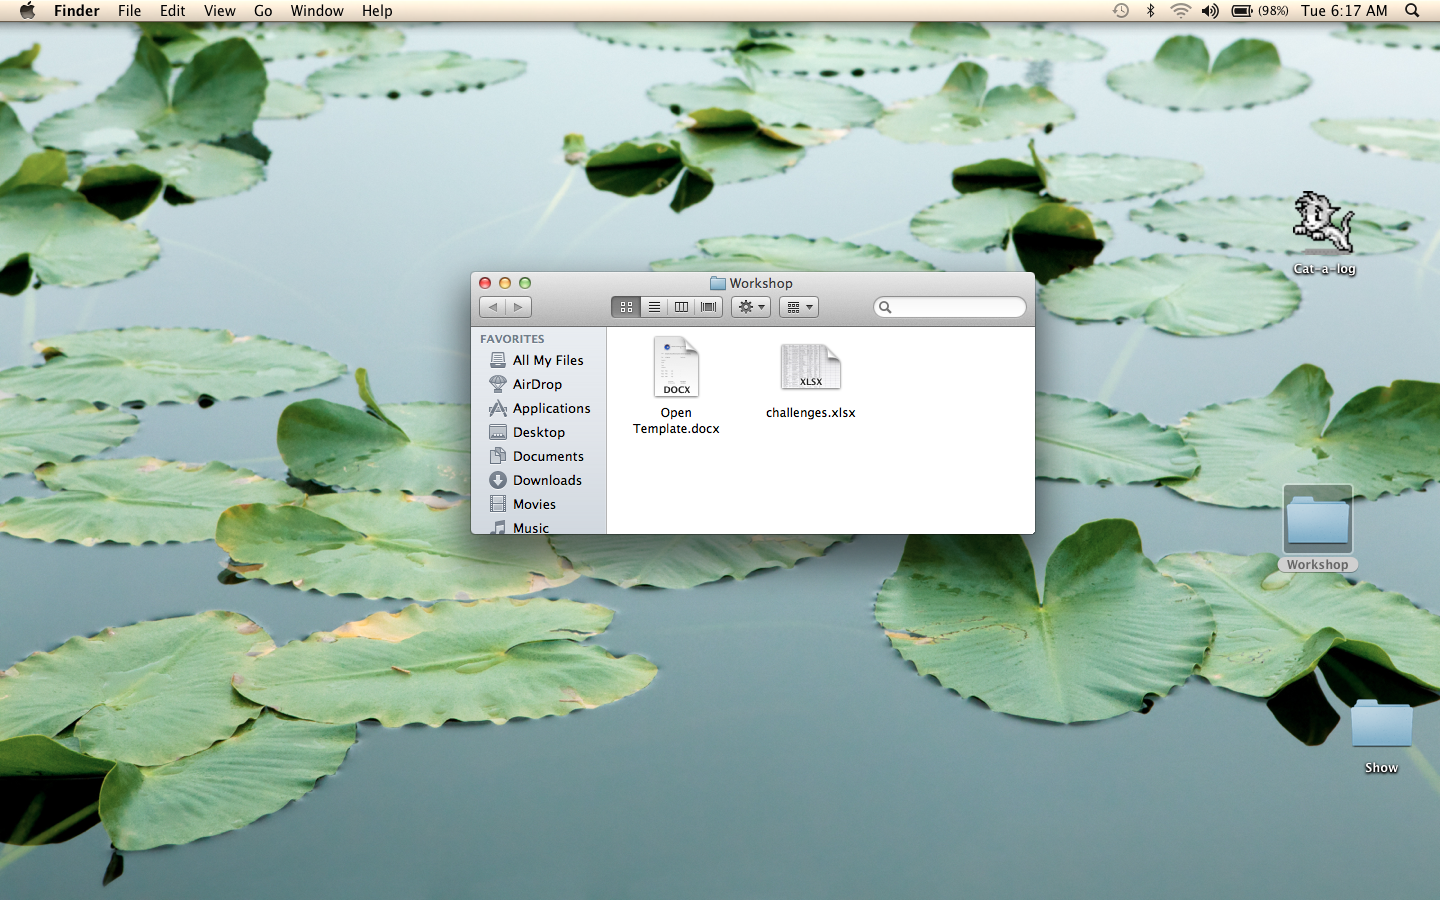 Finder File Edit View Go Window Help (98%) Tue 6:17 AM
Cat-a-log
Workshop
FAVORITES
All My Files
AirDrop
Applications
Desktop
Documents
Downloads
Movies
Music
DOCX
Open
Template.docx
XLSX
challenges.xlsx
Workshop
Show